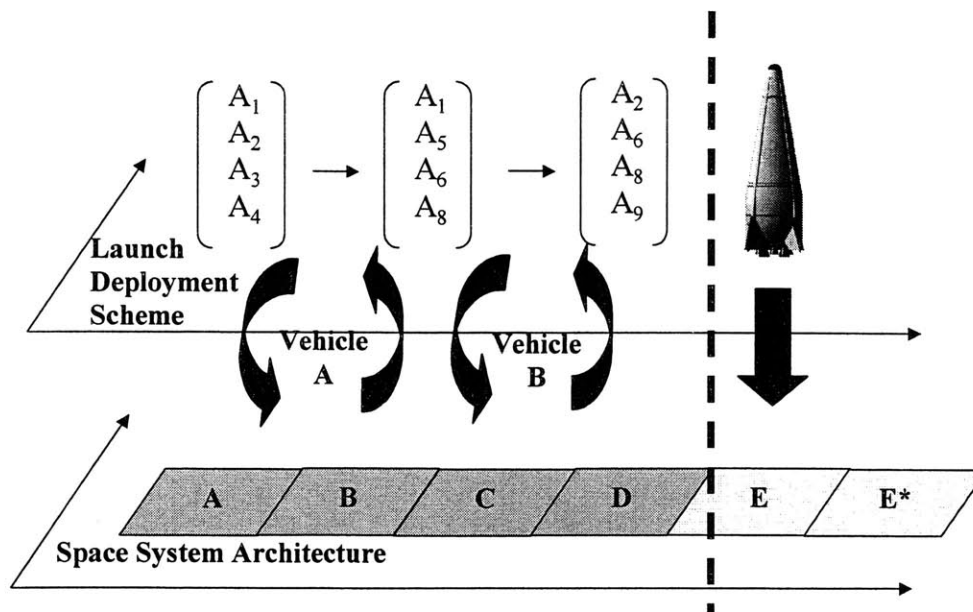 A1
A2
A3
A4
A1
A5
A6
A8
A2
A6
A8
A9
Launch
Deployment
Scheme
Vehicle
A
Vehicle
B
A B C D E E*
Space System Architecture